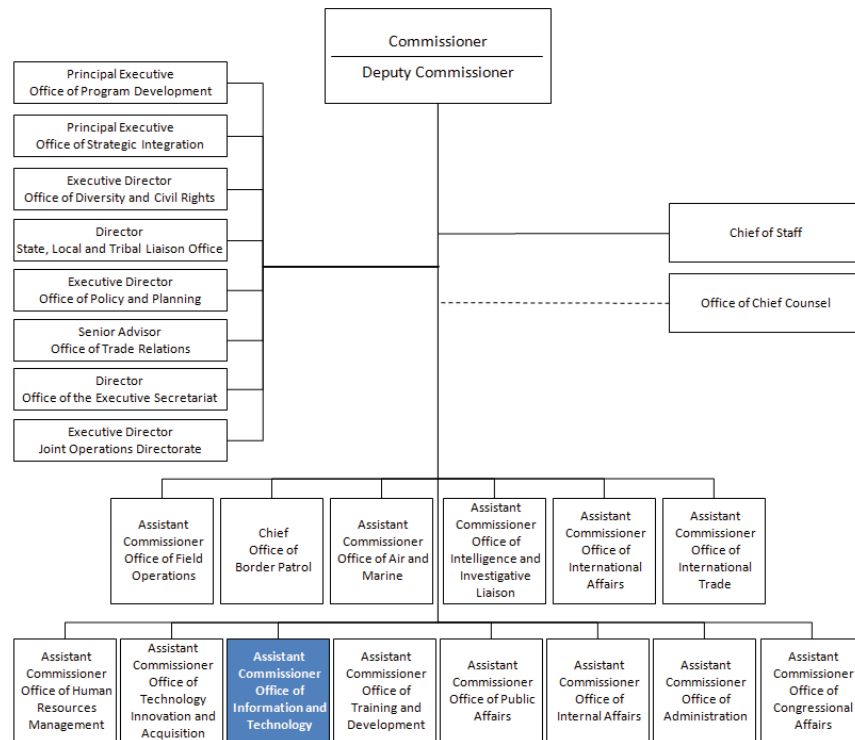 Commissioner
Deputy Commissioner
Principal Executive
Office of Program Development
Principal Executive
Office of Strategic Integration
Executive Director
Office of Diversity and Civil Rights
Director
State, Local and Tribal Liaison Office
Executive Director
Office of Policy and Planning
Senior Advisor
Office of Trade Relations
Director
Office of the Executive Secretariat
Executive Director
Joint Operations Directorate
Chief of Staff
Office of Chief Counsel
Assistant
Commissioner
Office of Field
Operations
Chief
Office of
Border Patrol
Assistant
Commissioner
Office of Air and
Marine
Assistant
Commissioner
Office of
Intelligence and
Investigative
Liaison
Assistant
Commissioner
Office of
International
Affairs
Assistant
Commissioner
Office of
International
Trade
Assistant
Commissioner
Office of Human
Resources
Management
Assistant
Commissioner
Office of
Technology
Innovation and
Acquisition
Assistant
Commissioner
Office of
Information and
Technology
Assistant
Commissioner
Office of
Training and
Development
Assistant
Commissioner
Office of Public
Affairs
Assistant
Commissioner
Office of
Internal Affairs
Assistant
Commissioner
Office of
Administration
Assistant
Commissioner
Office of
Congressional
Affairs